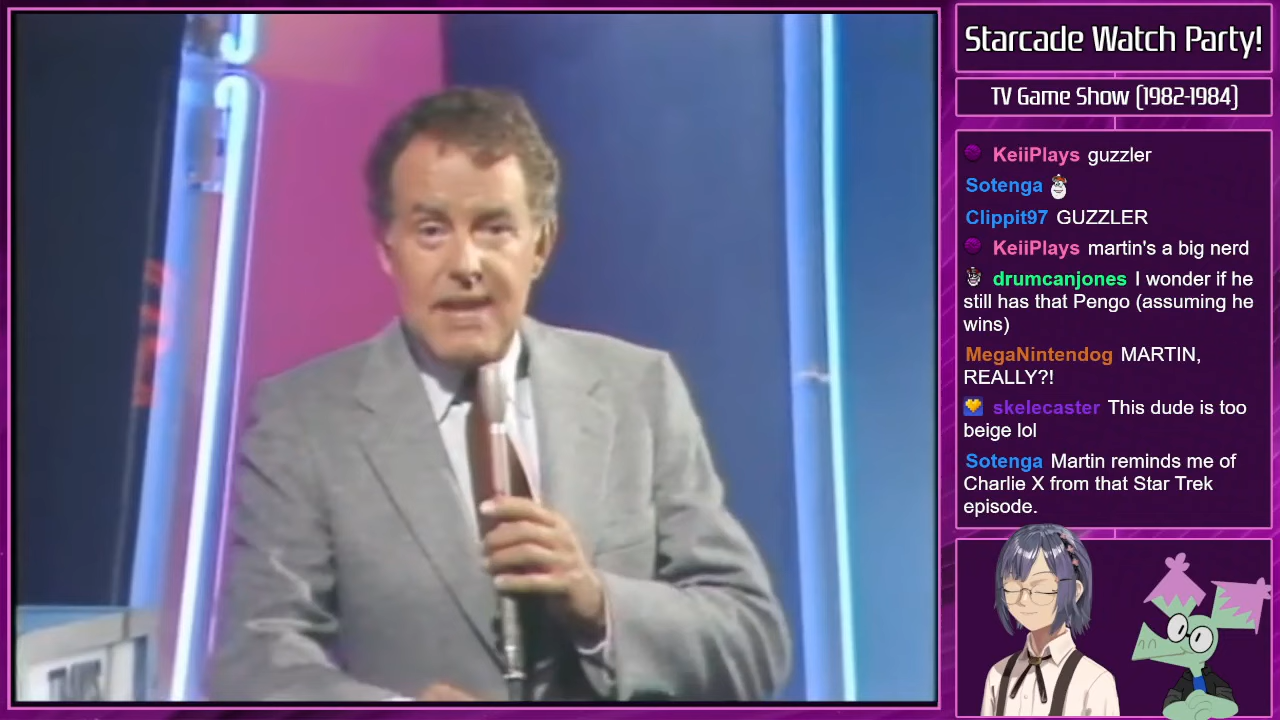 Starcade Watch Party!
TV Game Show (1982-1984)
KeiiPlays guzzler
Sotenga
Clippit97 GUZZLER
KeiiPlays martin's a big nerd
drumcanjones I wonder if he
still has that Pengo (assuming he
wins)
MegaNintendog MARTIN,
REALLY?!
skelecaster This dude is too
beige lol
Sotenga Martin reminds me of
Charlie X from that Star Trek
episode.